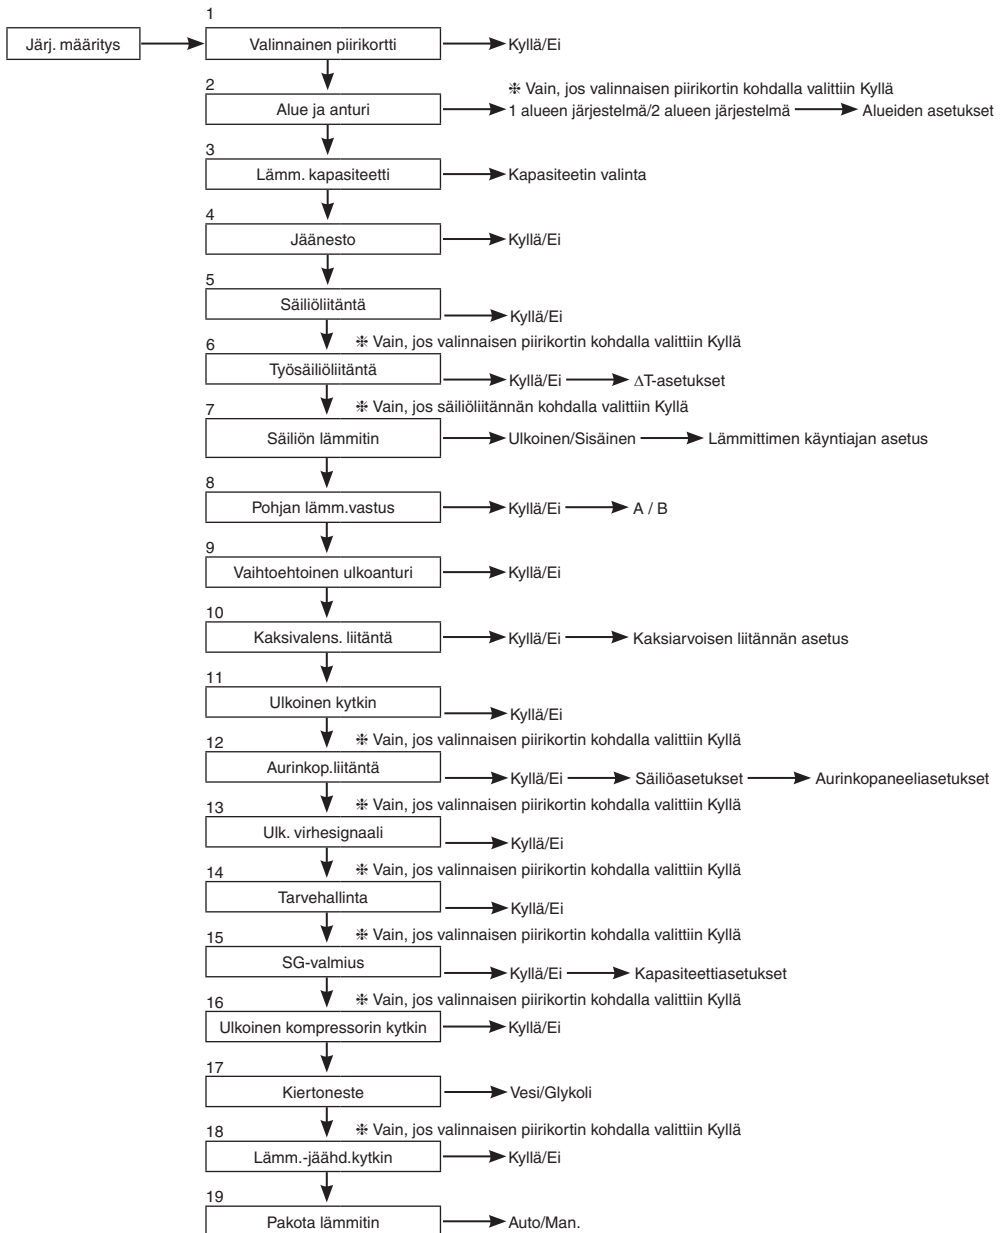 1
Järj. määritys Valinnainen piirikortti Kyllä/Ei
2 ❈ Vain, jos valinnaisen piirikortin kohdalla valittiin Kyllä
Alue ja anturi 1 alueen järjestelmä/2 alueen järjestelmä Alueiden asetukset
3
Lämm. kapasiteetti Kapasiteetin valinta
4
Jäänesto Kyllä/Ei
5
Säiliöliitäntä Kyllä/Ei
6 ❈ Vain, jos valinnaisen piirikortin kohdalla valittiin Kyllä
Työsäiliöliitäntä Kyllä/Ei ΔT-asetukset
7 ❈ Vain, jos säiliöliitännän kohdalla valittiin Kyllä
Säiliön lämmitin Ulkoinen/Sisäinen Lämmittimen käyntiajan asetus
8
Pohjan lämm.vastus Kyllä/Ei A / B
9
Vaihtoehtoinen ulkoanturi Kyllä/Ei
10
Kaksivalens. liitäntä Kyllä/Ei Kaksiarvoisen liitännän asetus
11
Ulkoinen kytkin Kyllä/Ei
12 ❈ Vain, jos valinnaisen piirikortin kohdalla valittiin Kyllä
Aurinkop.liitäntä Kyllä/Ei Säiliöasetukset Aurinkopaneeliasetukset
13 ❈ Vain, jos valinnaisen piirikortin kohdalla valittiin Kyllä
Ulk. virhesignaali Kyllä/Ei
14 ❈ Vain, jos valinnaisen piirikortin kohdalla valittiin Kyllä
Tarvehallinta Kyllä/Ei
15 ❈ Vain, jos valinnaisen piirikortin kohdalla valittiin Kyllä
SG-valmius Kyllä/Ei Kapasiteettiasetukset
16 ❈ Vain, jos valinnaisen piirikortin kohdalla valittiin Kyllä
Ulkoinen kompressorin kytkin Kyllä/Ei
17
Kiertoneste Vesi/Glykoli
18 ❈ Vain, jos valinnaisen piirikortin kohdalla valittiin Kyllä
Lämm.-jäähd.kytkin Kyllä/Ei
19
Pakota lämmitin Auto/Man.